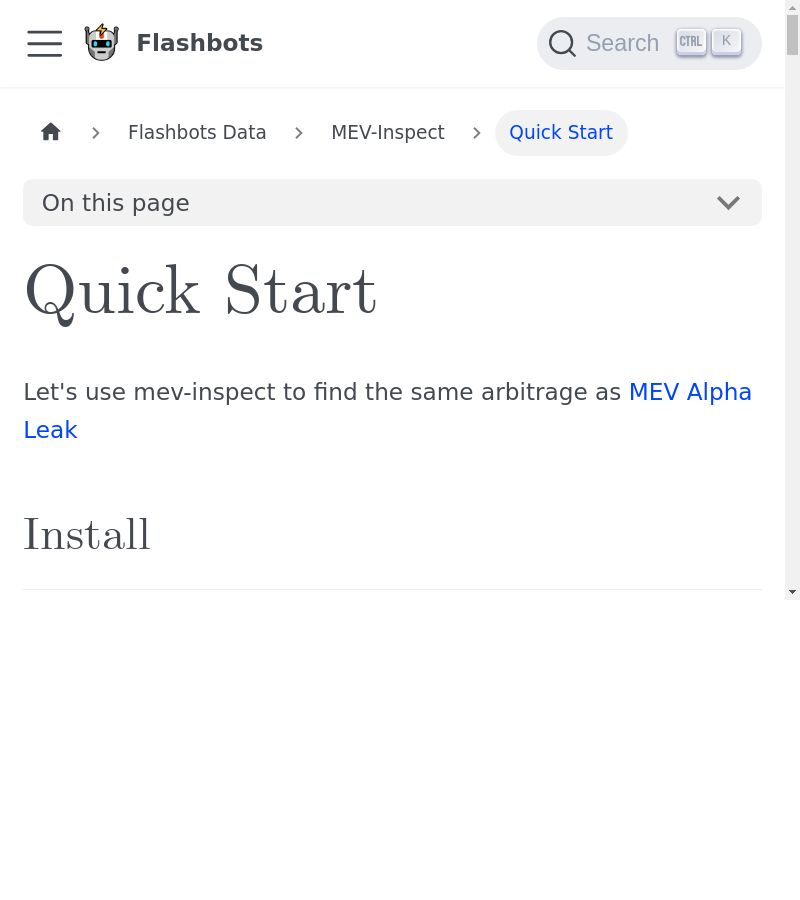 Flashbots
Search CTRL K
Flashbots Data
MEV-Inspect
Quick Start
On this page
Quick Start
Let's use mev-inspect to find the same arbitrage as MEV Alpha
Leak
Install